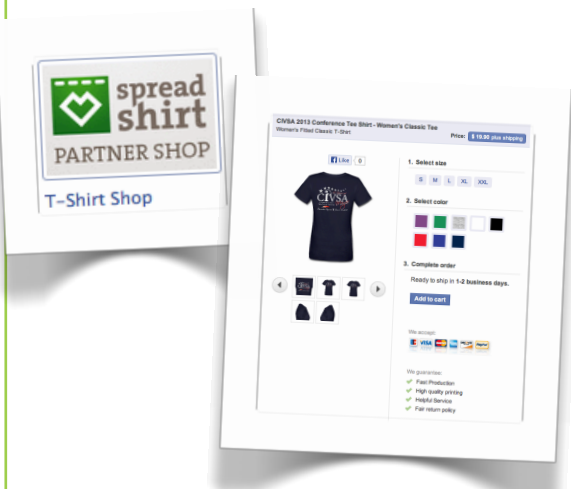 spread
shirt
PARTNER SHOP
T-Shirt Shop
CIVSA 2013 Conference Tee Shirt - Women's Classic Tee
Women's Fitted Classic T-Shirt
Price: $ 19.90 plus shipping
Like 0
CIVSA
1. Select size
S M L XL XXL
2. Select color
3. Complete order
Ready to ship in 1-2 business days.
Add to cart
We accept:
VISA
We guarantee:
Fast Production
High quality printing
Helpful Service
Fair return policy